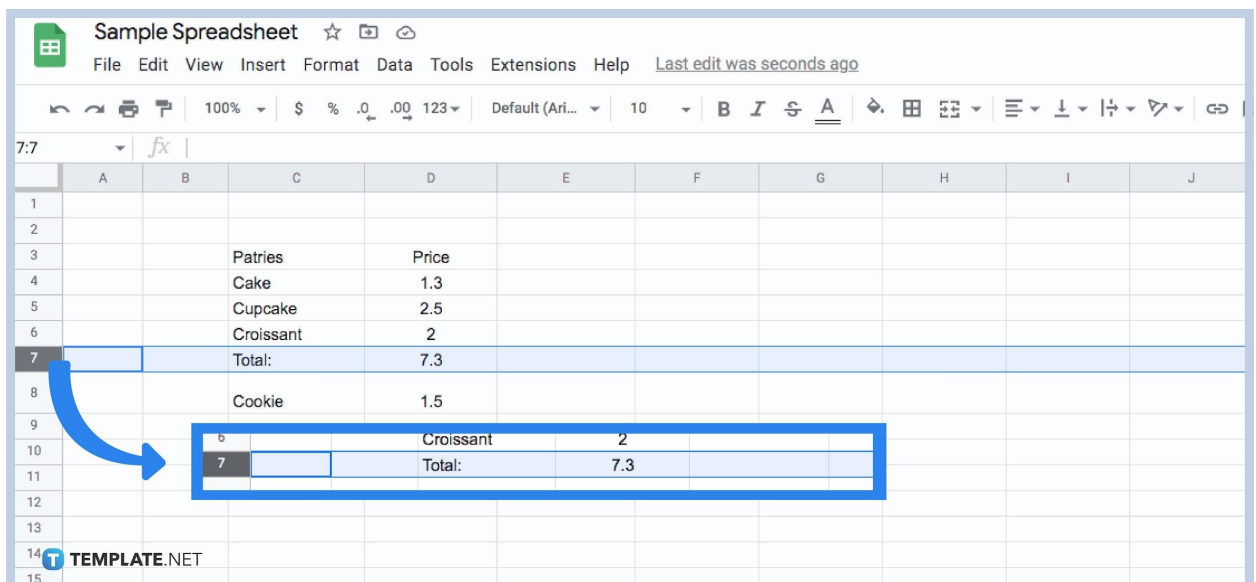 Sample Spreadsheet
File Edit View Insert Format Data Tools Extensions Help Last edit was seconds ago
100% $ % .0 .00 123 Default (Ari... 10 B I S A
7:7 fx
A B C D E F G H I J
1
2
3 Patries Price
4 Cake 1.3
5 Cupcake 2.5
6 Croissant 2
7 Total: 7.3
8 Cookie 1.5
9
6 Croissant 2
10
7 Total: 7.3
11
12
13
14
T TEMPLATE.NET
15